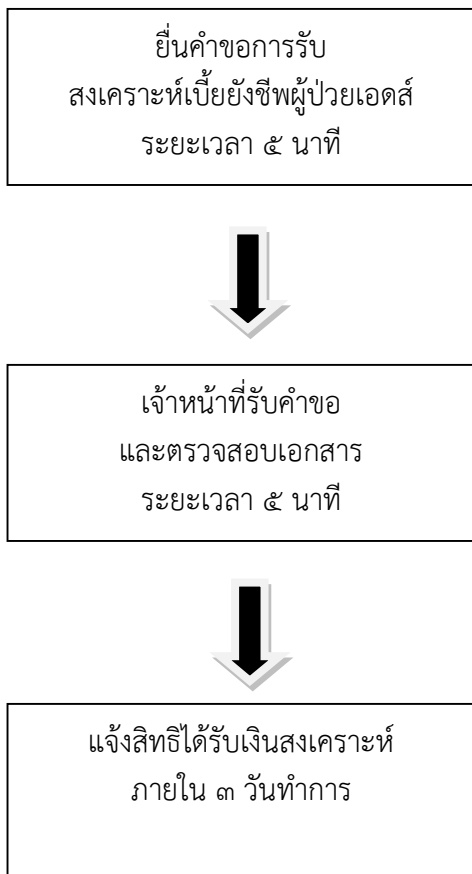 ยื่นคำขอการรับ
สงเคราะห์เบี้ยยังชีพผู้ป่วยเอดส์
ระยะเวลา ๕ นาที
เจ้าหน้าที่รับคำขอ
และตรวจสอบเอกสาร
ระยะเวลา ๕ นาที
แจ้งสิทธิได้รับเงินสงเคราะห์
ภายใน ๓ วันทำการ